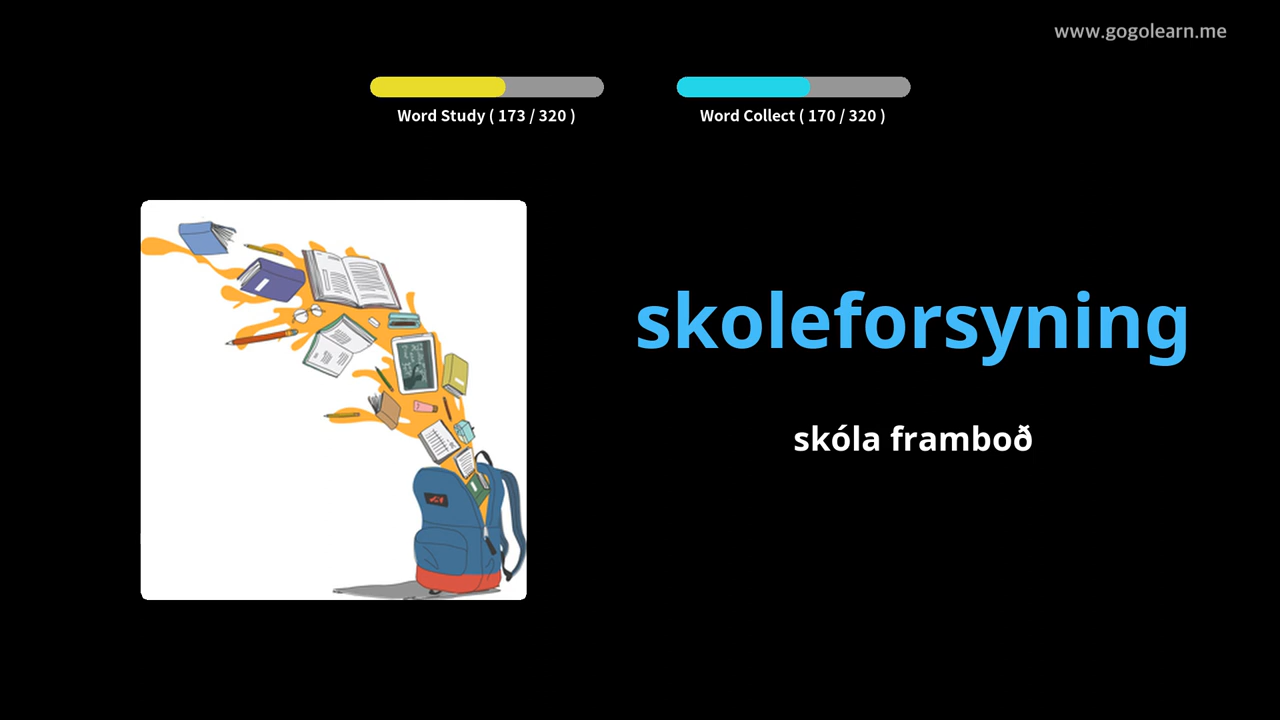 www.gogolearn.me
Word Study ( 173 / 320 )
Word Collect ( 170 / 320 )
skoleforsyning
skóla framboð